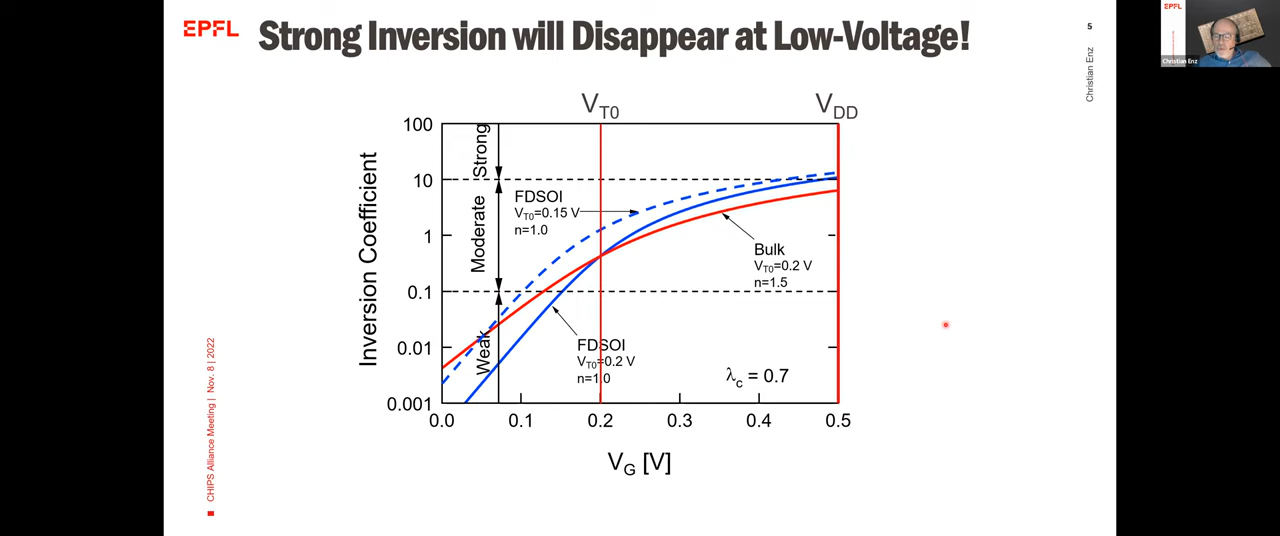 EPFL
Strong Inversion will Disappear at Low-Voltage!
5
Christian Enz
EPFL
Christian Enz
CHIPS Alliance Meeting | Nov. 8 | 2022
VT0
VDD
Inversion Coefficient
100
10
1
0.1
0.01
0.001
Strong
Moderate
Weak
FDSOI
VT0=0.15 V
n=1.0
Bulk
VT0=0.2 V
n=1.5
FDSOI
VT0=0.2 V
n=1.0
λc = 0.7
0.0
0.1
0.2
0.3
0.4
0.5
VG [V]